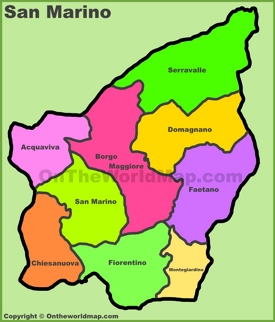 San Marino
Serravalle
Domagnano
Acquaviva
Borgo
Maggiore
OnTheWorldMap.com
Faetano
San Marino
Chiesanuova
Fiorentino
Montegiardino
Copyright © Ontheworldmap.com